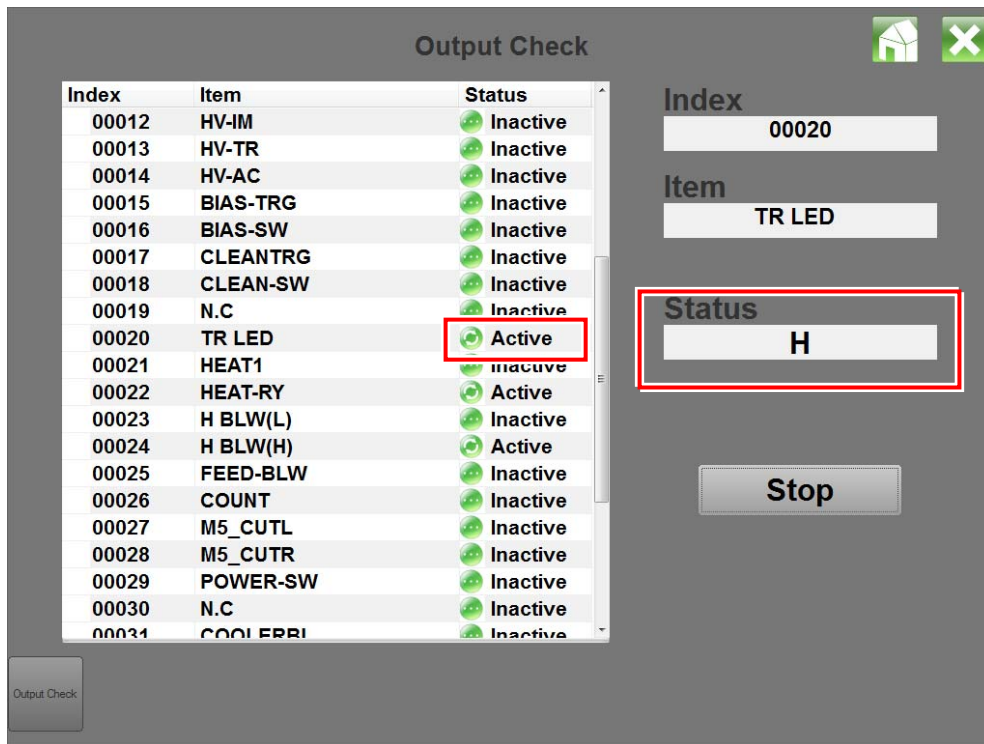 Output Check
Index Item Status
00012 HV-IM Inactive
00013 HV-TR Inactive
00014 HV-AC Inactive
00015 BIAS-TRG Inactive
00016 BIAS-SW Inactive
00017 CLEANTRG Inactive
00018 CLEAN-SW Inactive
00019 N.C Inactive
00020 TR LED Active
00021 HEAT1 Inactive
00022 HEAT-RY Active
00023 H BLW(L) Inactive
00024 H BLW(H) Active
00025 FEED-BLW Inactive
00026 COUNT Inactive
00027 M5_CUTL Inactive
00028 M5_CUTR Inactive
00029 POWER-SW Inactive
00030 N.C Inactive
00031 COOLERBL Inactive
Index
00020
Item
TR LED
Status
H
Stop
Output Check